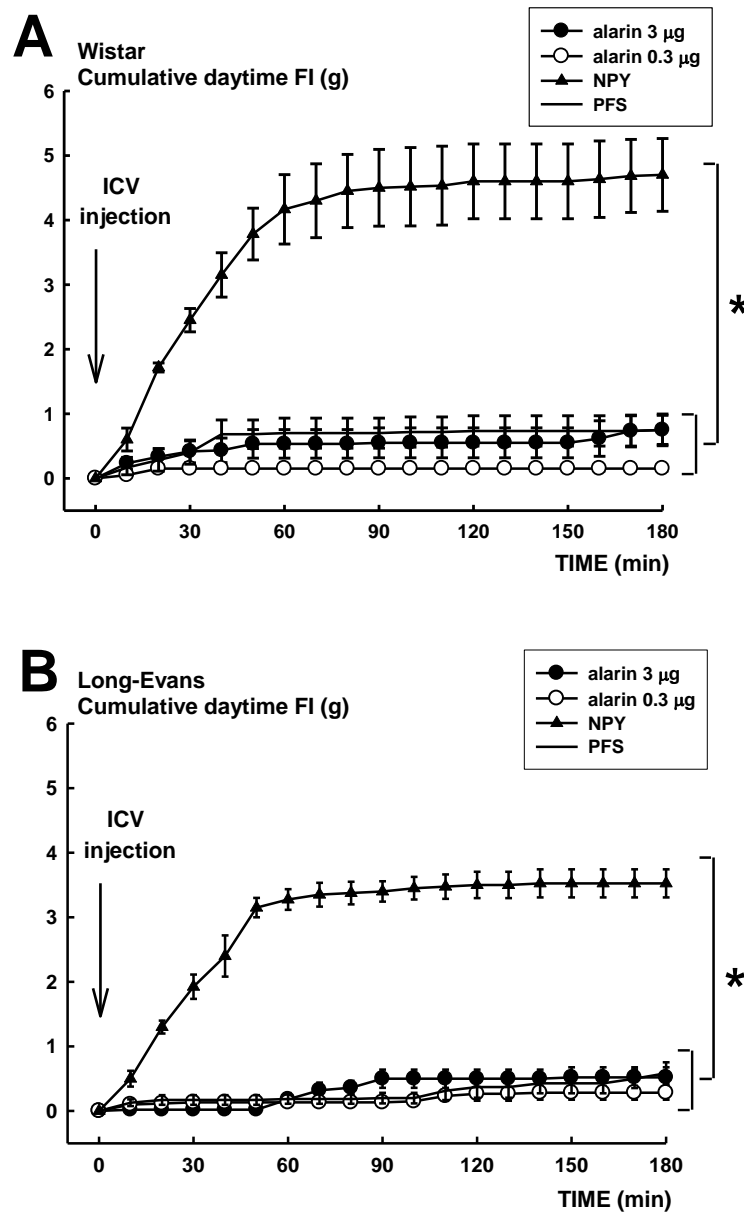 A
Wistar
Cumulative daytime FI (g)
alarin 3 µg
alarin 0.3 µg
NPY
PFS
6
5
4
3
2
1
0
ICV
injection
*
0 30 60 90 120 150 180
TIME (min)
B
Long-Evans
Cumulative daytime FI (g)
alarin 3 µg
alarin 0.3 µg
NPY
PFS
6
5
4
3
2
1
0
ICV
injection
*
0 30 60 90 120 150 180
TIME (min)